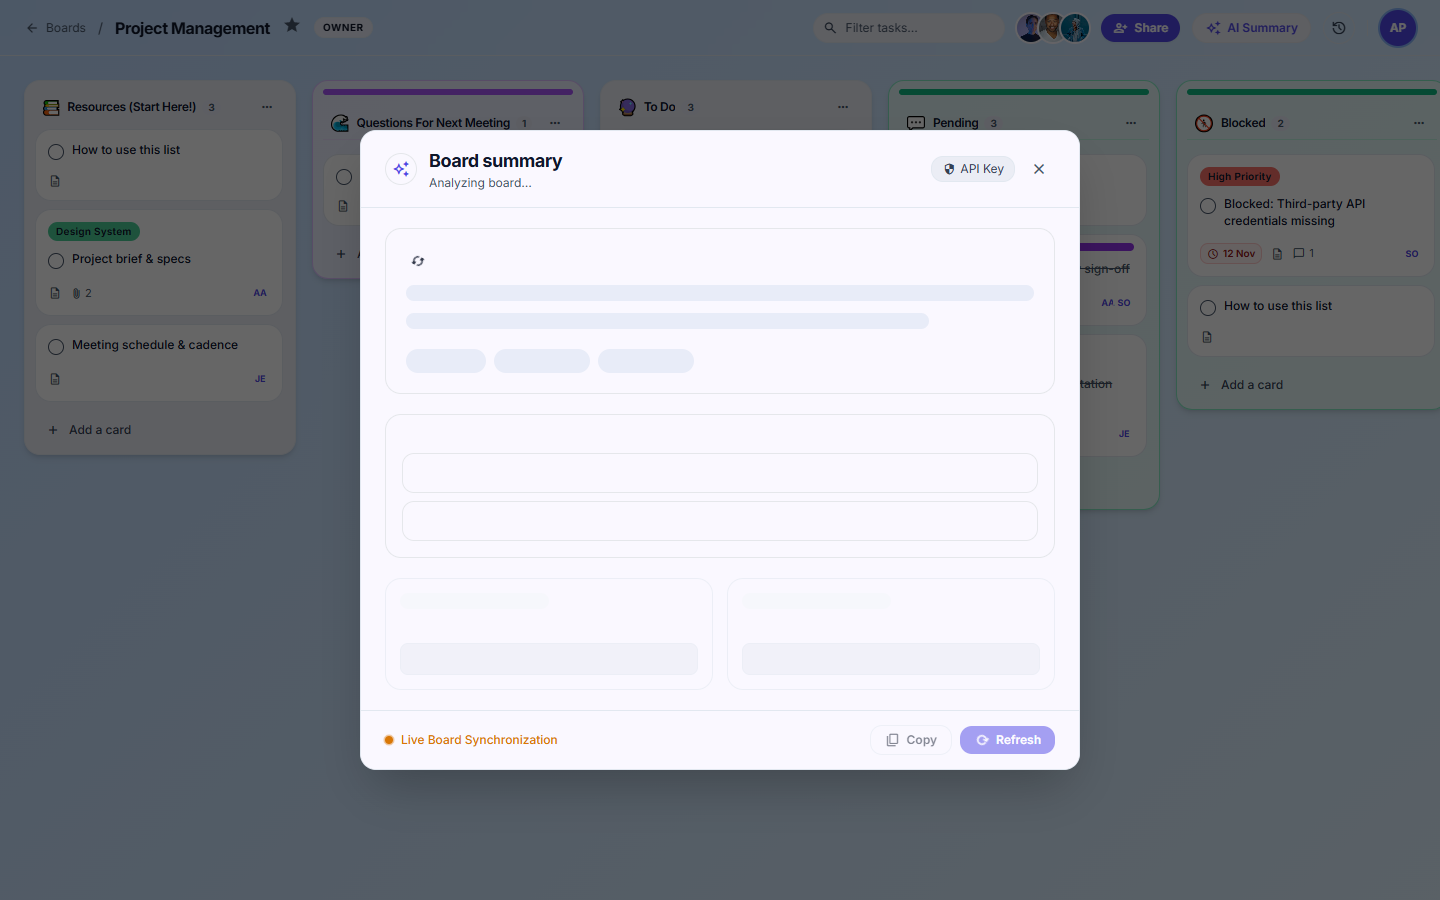 Boards / Project Management OWNER
Filter tasks...
Share
AI Summary
AP
Resources (Start Here!) 3
How to use this list
Design System
Project brief & specs
2
AA
Meeting schedule & cadence
JE
Add a card
Questions For Next Meeting 1
To Do 3
Pending 3
sign-off
AA SO
JE
Blocked 2
High Priority
Blocked: Third-party API
credentials missing
12 Nov
1
SO
How to use this list
Add a card
Board summary
Analyzing board...
API Key
Live Board Synchronization
Copy
Refresh